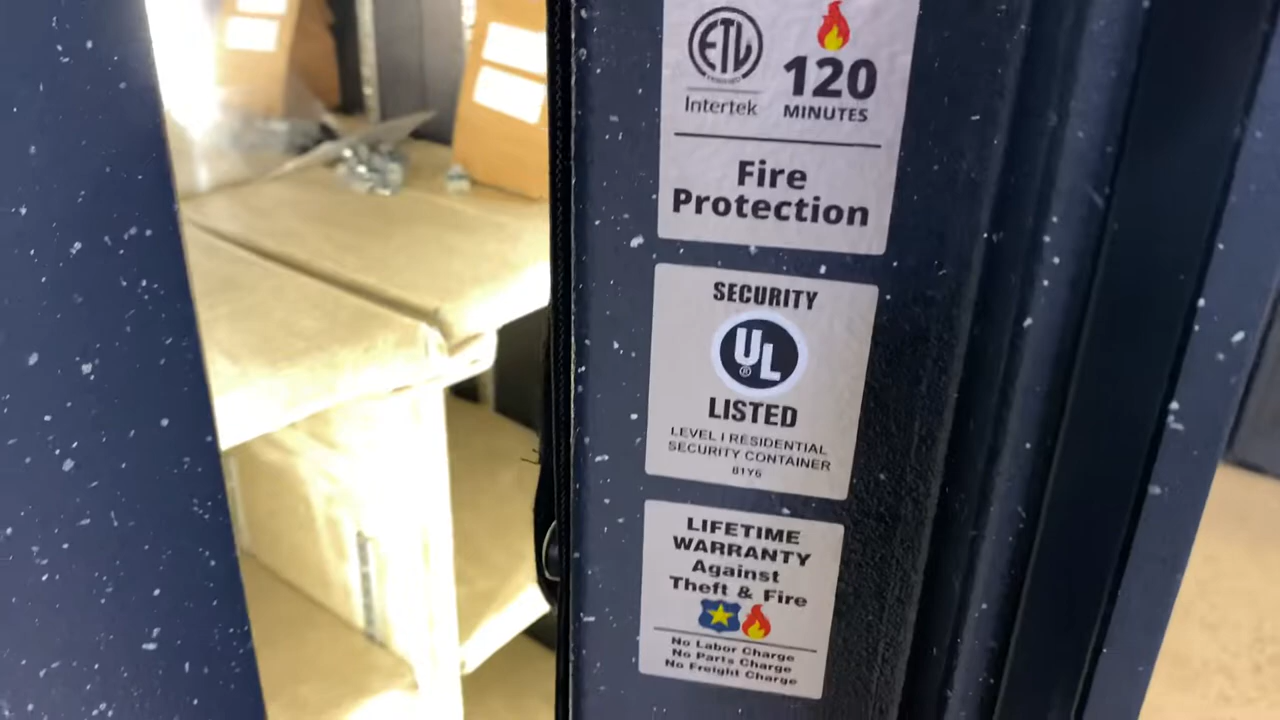 ETL
Intertek
120
MINUTES
Fire
Protection
SECURITY
UL
®
LISTED
LEVEL I RESIDENTIAL
SECURITY CONTAINER
81Y6
LIFETIME
WARRANTY
Against
Theft & Fire
No Labor Charge
No Parts Charge
No Freight Charge